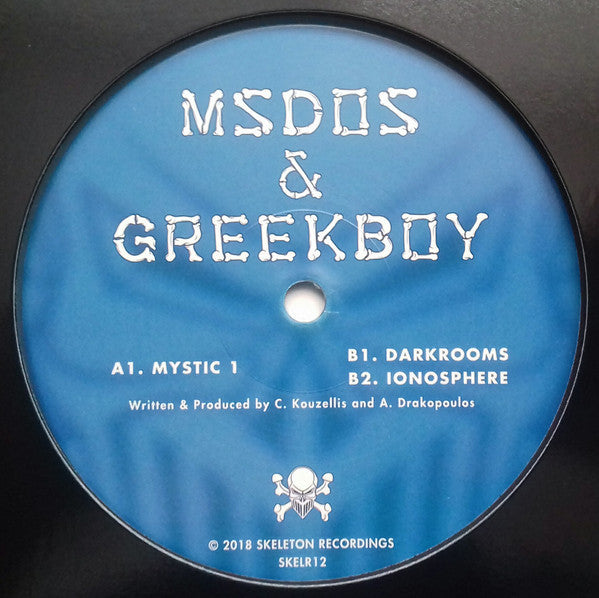 MSDOS
&
GREEKBOY
A1. MYSTIC 1
B1. DARKROOMS
B2. IONOSPHERE
Written & Produced by C. Kouzellis and A. Drakopoulos
© 2018 SKELETON RECORDINGS
SKELR12